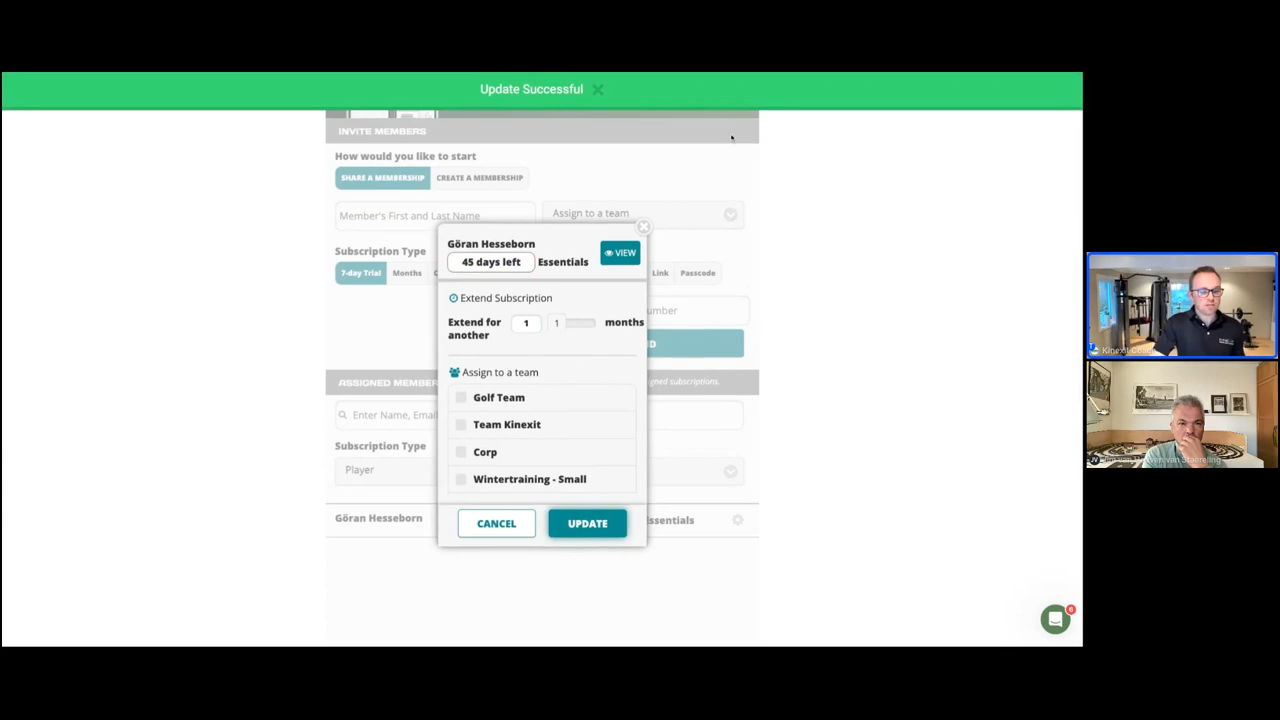 Update Successful
INVITE MEMBERS
How would you like to start
SHARE A MEMBERSHIP
CREATE A MEMBERSHIP
Member's First and Last Name
Assign to a team
Subscription Type
7-day Trial
Months
Link
Passcode
Göran Hesseborn
VIEW
45 days left
Essentials
Extend Subscription
Extend for
another
1
1
months
Assign to a team
Golf Team
Team Kinexit
Corp
Wintertraining - Small
CANCEL
UPDATE
ASSIGNED
subscriptions.
Enter Name,
Subscription Type
Player
Göran Hesseborn
6
Kinexit